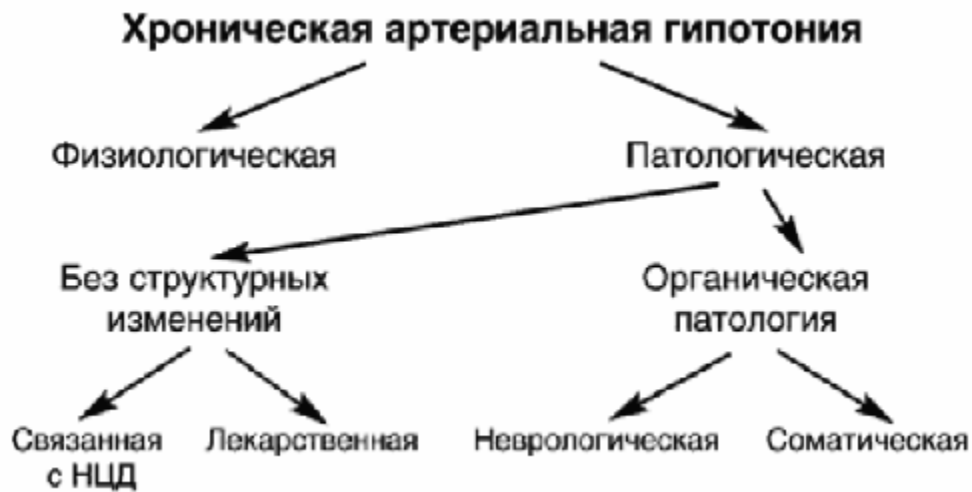 Хроническая артериальная гипотония
Физиологическая
Патологическая
Без структурных
изменений
Органическая
патология
Связанная
с НЦД
Лекарственная
Неврологическая
Соматическая